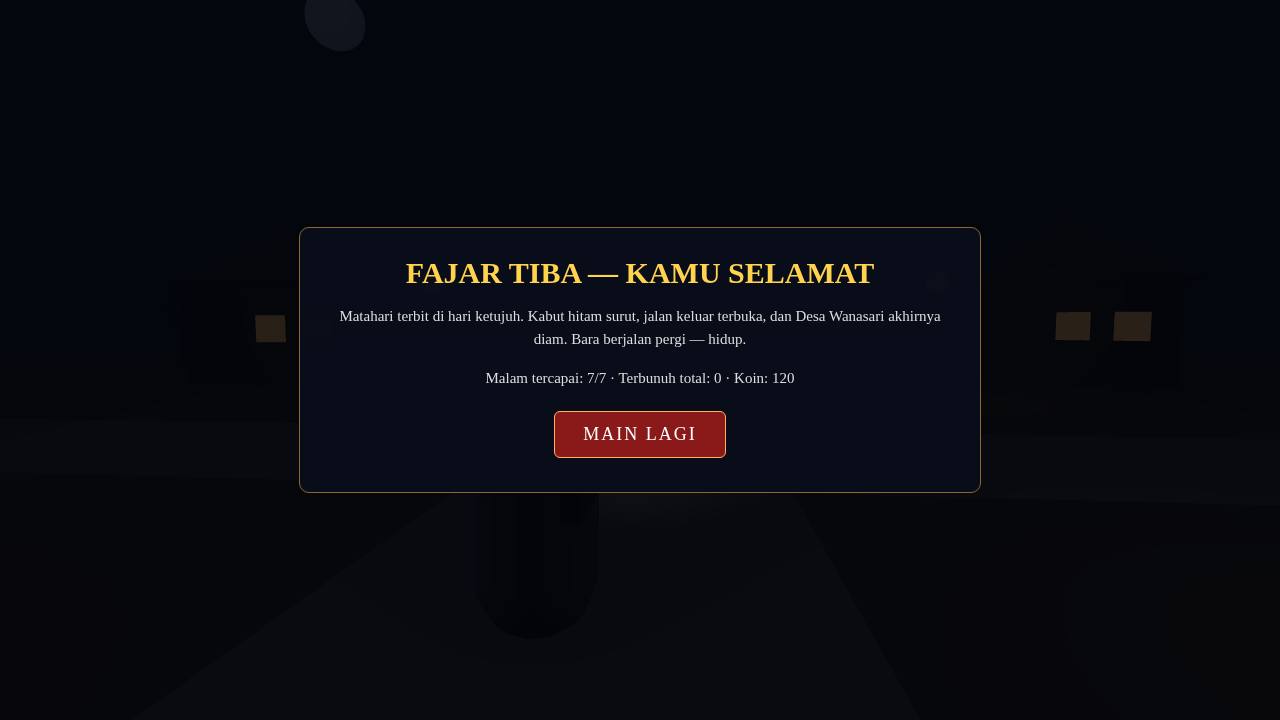 FAJAR TIBA — KAMU SELAMAT
Matahari terbit di hari ketujuh. Kabut hitam surut, jalan keluar terbuka, dan Desa Wanasari akhirnya
diam. Bara berjalan pergi — hidup.
Malam tercapai: 7/7 · Terbunuh total: 0 · Koin: 120
MAIN LAGI